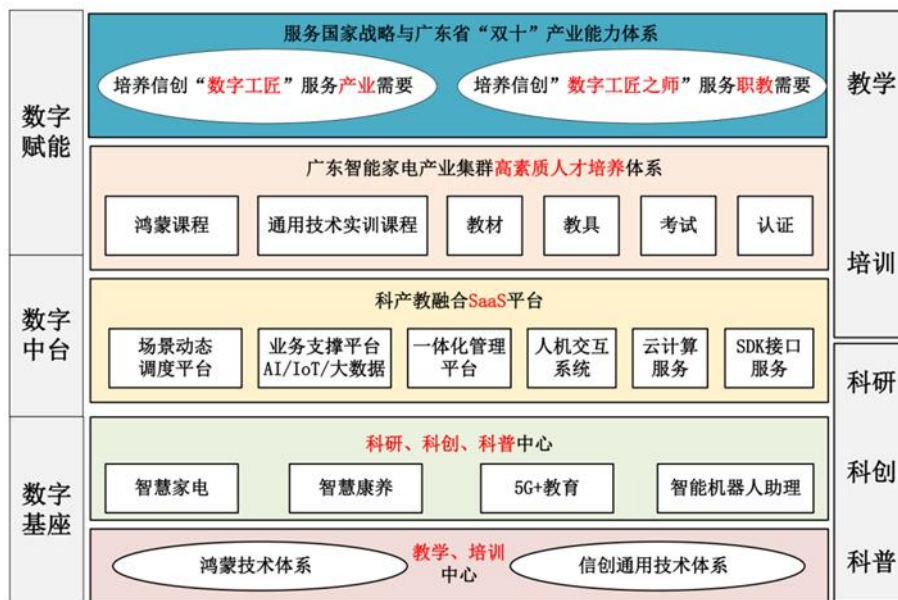 数字
赋能
服务国家战略与广东省“双十”产业能力体系
培养信创“数字工匠”服务产业需要
培养信创”数字工匠之师”服务职教需要
广东智能家电产业集群高素质人才培养体系
鸿蒙课程
通用技术实训课程
教材
教具
考试
认证
数字
中台
科产教融合SaaS平台
场景动态
调度平台
业务支撑平台
AI/IoT/大数据
一体化管理
平台
人机交互
系统
云计算
服务
SDK接口
服务
数字
基座
科研、科创、科普中心
智慧家电
智慧康养
5G+教育
智能机器人助理
鸿蒙技术体系
教学、培训
中心
信创通用技术体系
教学
培训
科研
科创
科普